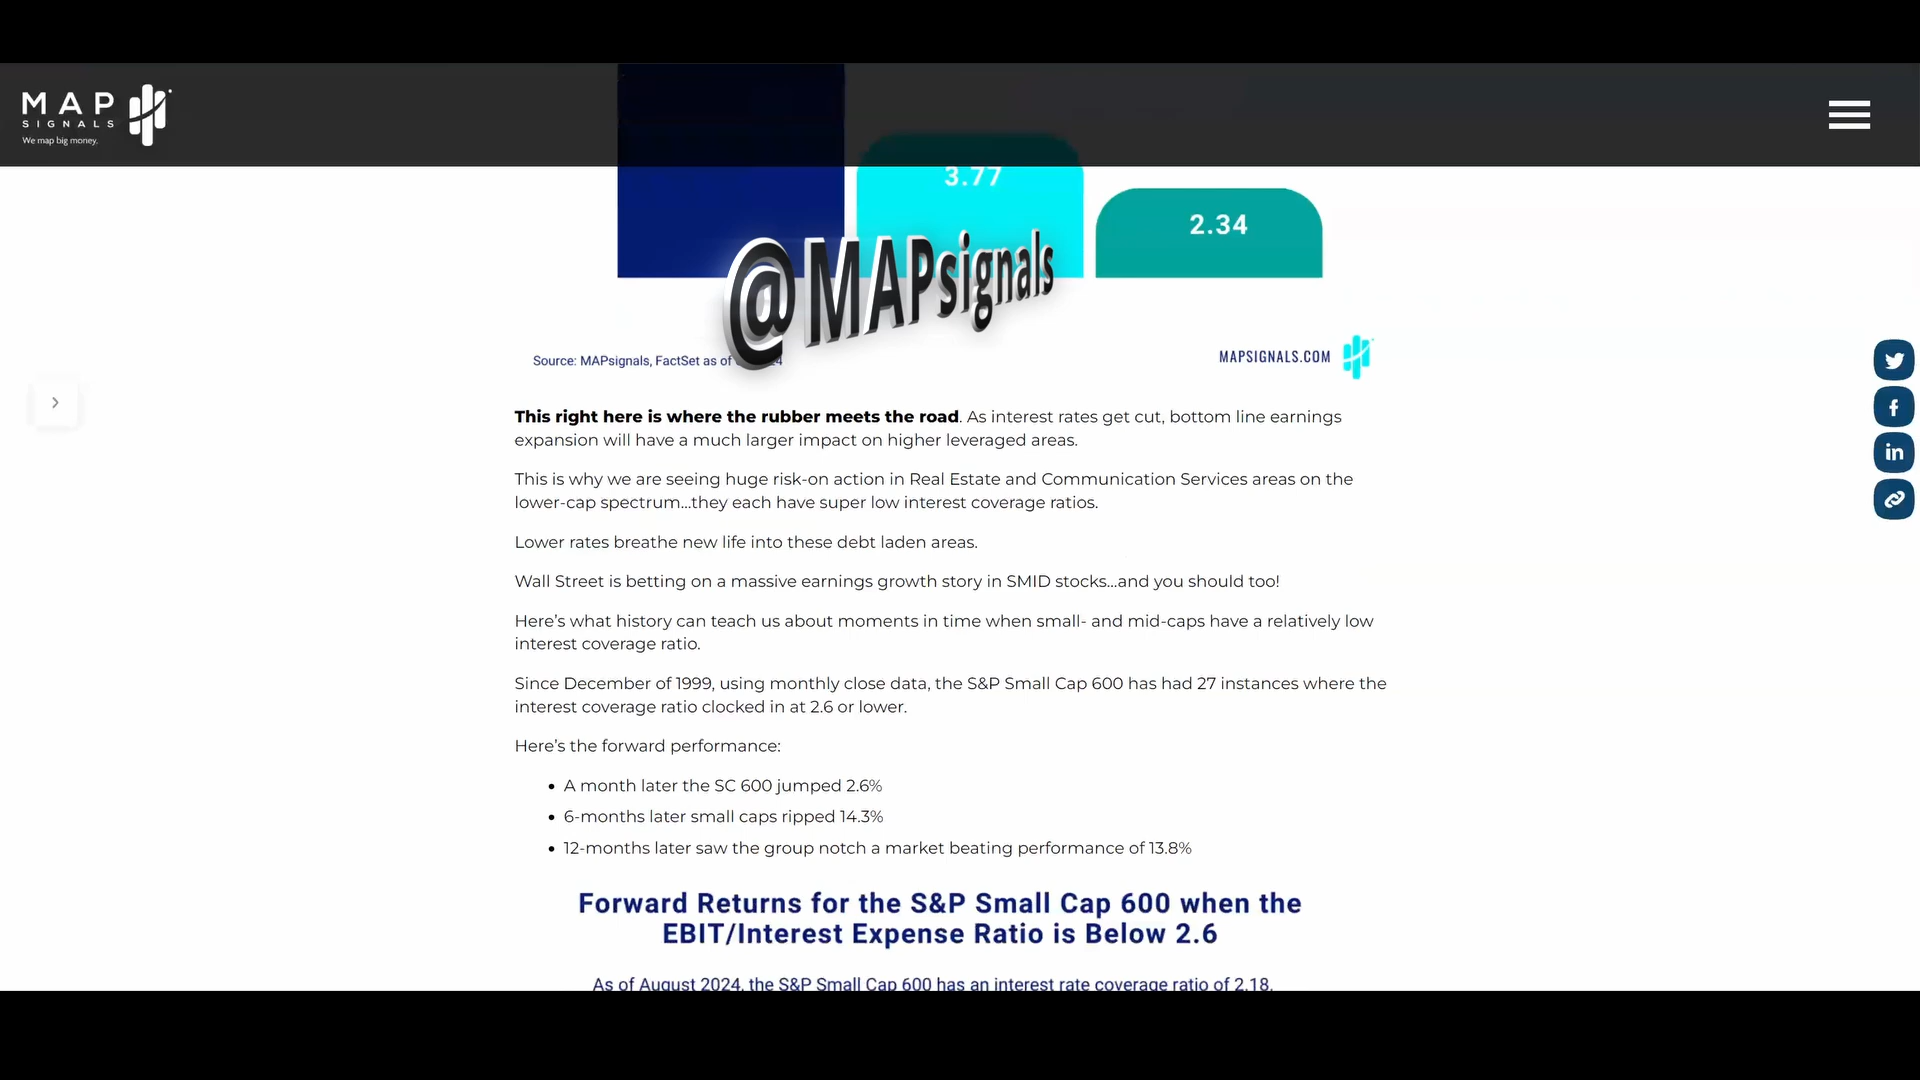 MAP
SIGNALS
We map big money.
3.77
2.34
@MAPsignals
Source: MAPsignals, FactSet as of
MAPSIGNALS.COM
This right here is where the rubber meets the road. As interest rates get cut, bottom line earnings
expansion will have a much larger impact on higher leveraged areas.
This is why we are seeing huge risk-on action in Real Estate and Communication Services areas on the
lower-cap spectrum…they each have super low interest coverage ratios.
Lower rates breathe new life into these debt laden areas.
Wall Street is betting on a massive earnings growth story in SMID stocks…and you should too!
Here’s what history can teach us about moments in time when small- and mid-caps have a relatively low
interest coverage ratio.
Since December of 1999, using monthly close data, the S&P Small Cap 600 has had 27 instances where the
interest coverage ratio clocked in at 2.6 or lower.
Here’s the forward performance:
• A month later the SC 600 jumped 2.6%
• 6-months later small caps ripped 14.3%
• 12-months later saw the group notch a market beating performance of 13.8%
Forward Returns for the S&P Small Cap 600 when the
EBIT/Interest Expense Ratio is Below 2.6
As of August 2024, the S&P Small Cap 600 has an interest rate coverage ratio of 2.18.